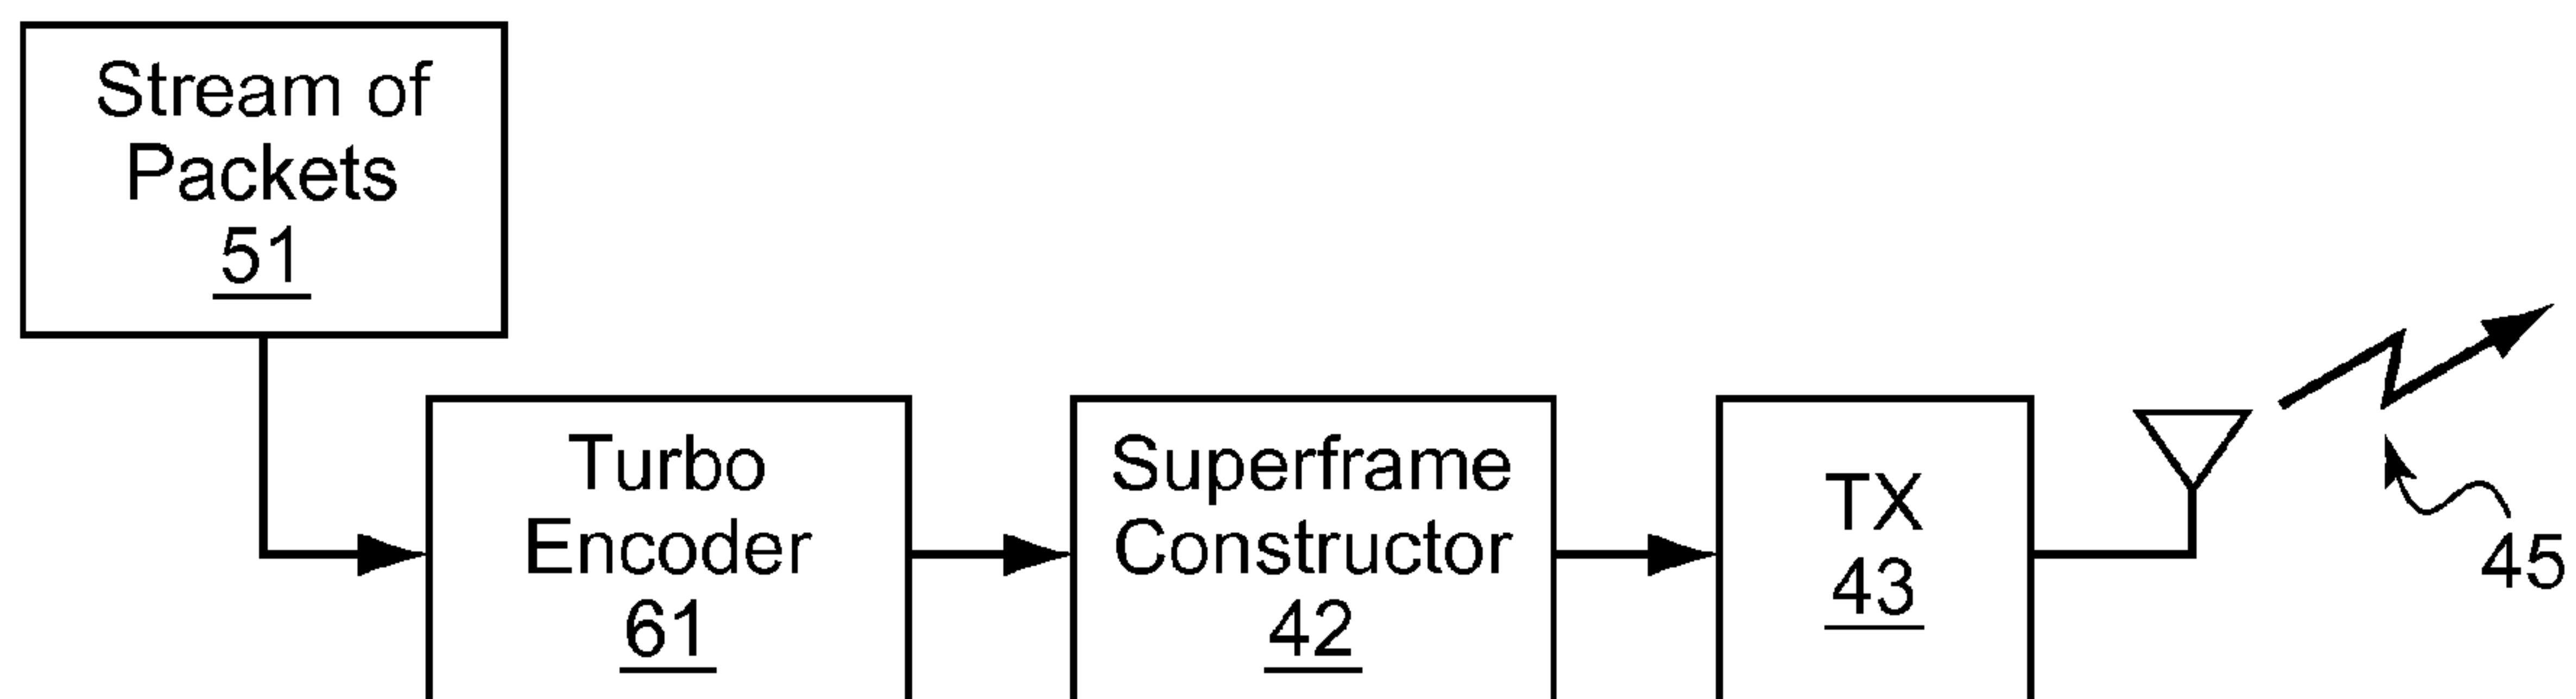 Stream of
Packets
51
Turbo
Encoder
61
Superframe
Constructor
42
TX
43
45